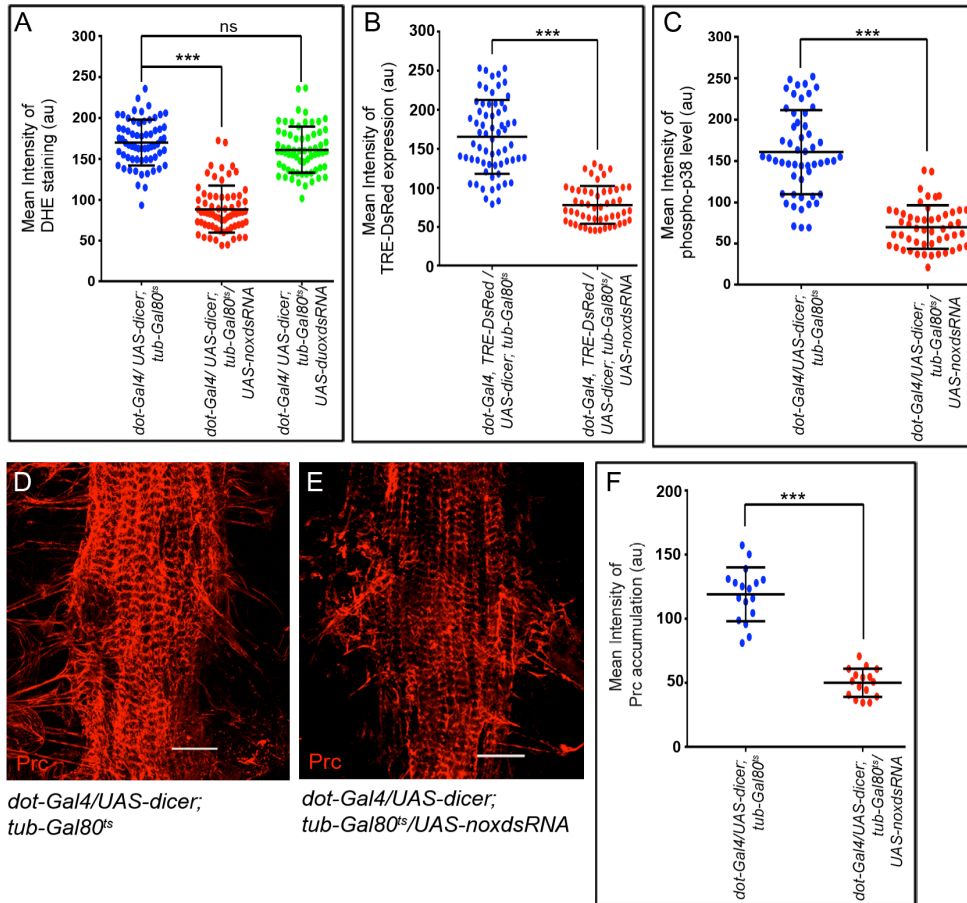 A
Mean Intensity of
DHE staining (au)
300
250
200
150
100
50
0
ns
***
dot-Gal4/ UAS-dicer;
tub-Gal80ts
dot-Gal4/ UAS-dicer;
tub-Gal80ts/
UAS-noxdsRNA
dot-Gal4/ UAS-dicer;
tub-Gal80ts/
UAS-duoxdsRNA
B
Mean Intensity of
TRE-DsRed expression (au)
300
250
200
150
100
50
0
***
dot-Gal4, TRE-DsRed /
UAS-dicer; tub-Gal80ts
dot-Gal4, TRE-DsRed /
UAS-dicer; tub-Gal80ts/
UAS-noxdsRNA
C
Mean Intensity of
phospho-p38 level (au)
300
250
200
150
100
50
0
***
dot-Gal4/UAS-dicer;
tub-Gal80ts
dot-Gal4/UAS-dicer;
tub-Gal80ts/
UAS-noxdsRNA
D
Prc
dot-Gal4/UAS-dicer;
tub-Gal80ts
E
Prc
dot-Gal4/UAS-dicer;
tub-Gal80ts/UAS-noxdsRNA
F
Mean Intensity of
Prc accumulation (au)
200
150
100
50
0
***
dot-Gal4/UAS-dicer;
tub-Gal80ts
dot-Gal4/UAS-dicer;
tub-Gal80ts/
UAS-noxdsRNA